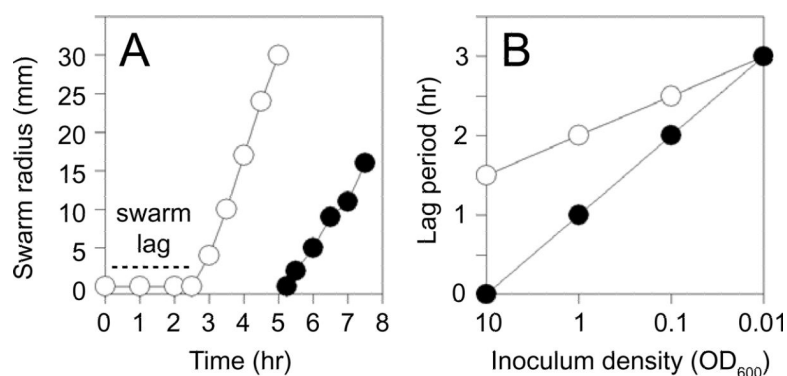 A
Swarm radius (mm)
30
25
20
15
10
5
0
swarm
lag
0 1 2 3 4 5 6 7 8
Time (hr)
B
Lag period (hr)
3
2
1
0
10 1 0.1 0.01
Inoculum density (OD600)